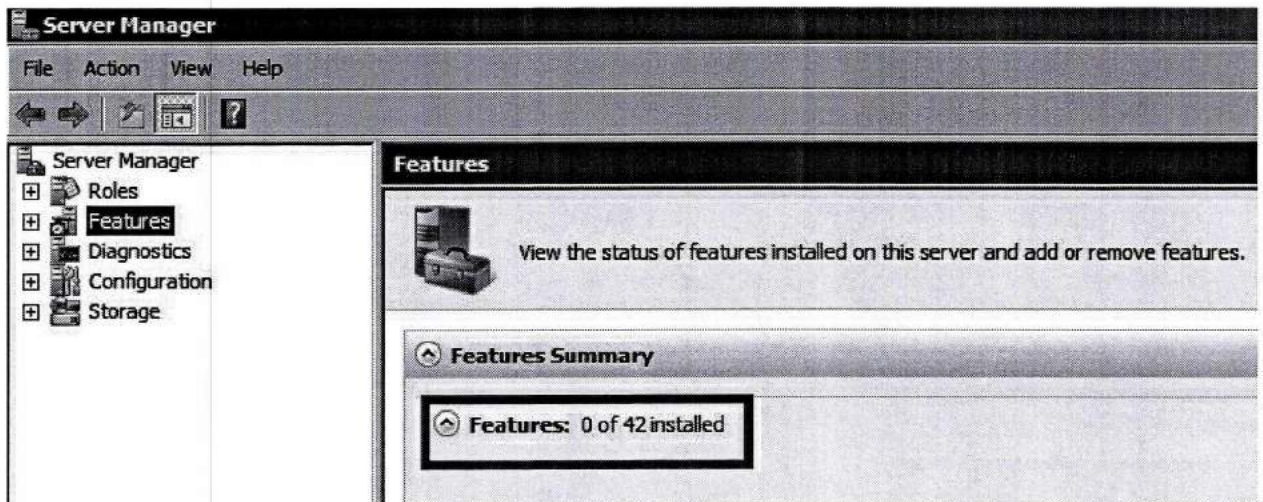 Server Manager
File Action View Help
Server Manager
Roles
Features
Diagnostics
Configuration
Storage
Features
View the status of features installed on this server and add or remove features.
Features Summary
Features: 0 of 42 installed